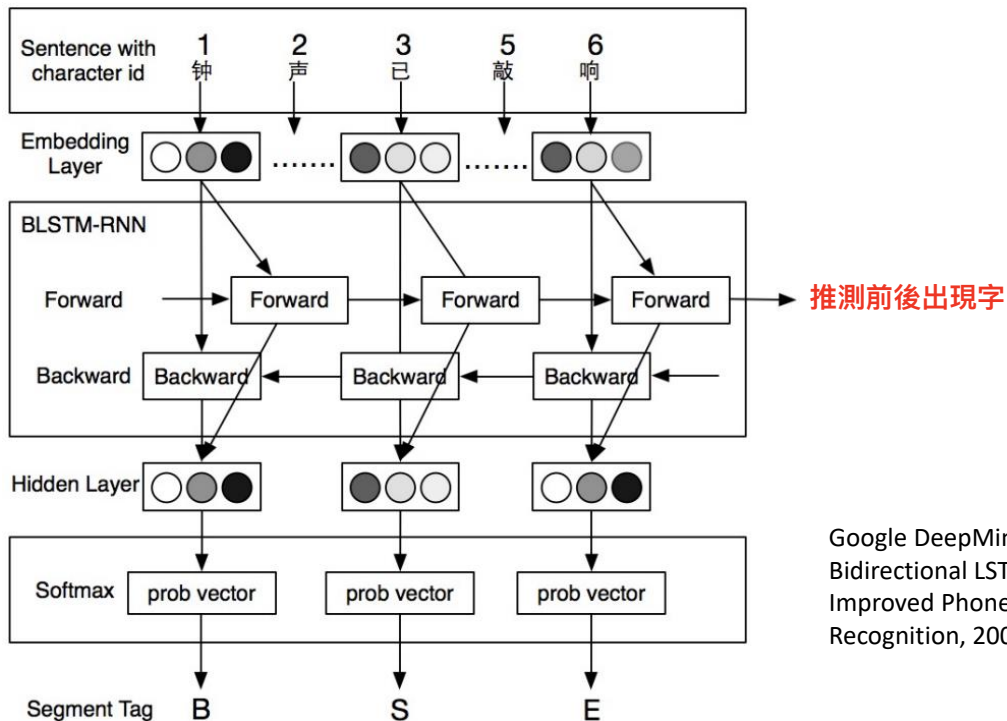 Sentence with
character id
1 2 3 5 6
钟 声 已 敲 响
Embedding
Layer
....... .......
BLSTM-RNN
Forward Forward Forward Forward
推測前後出現字
Backward Backward Backward Backward
Hidden Layer
Softmax prob vector prob vector prob vector
Segment Tag B S E
Google DeepMin
Bidirectional LST
Improved Phone
Recognition, 200